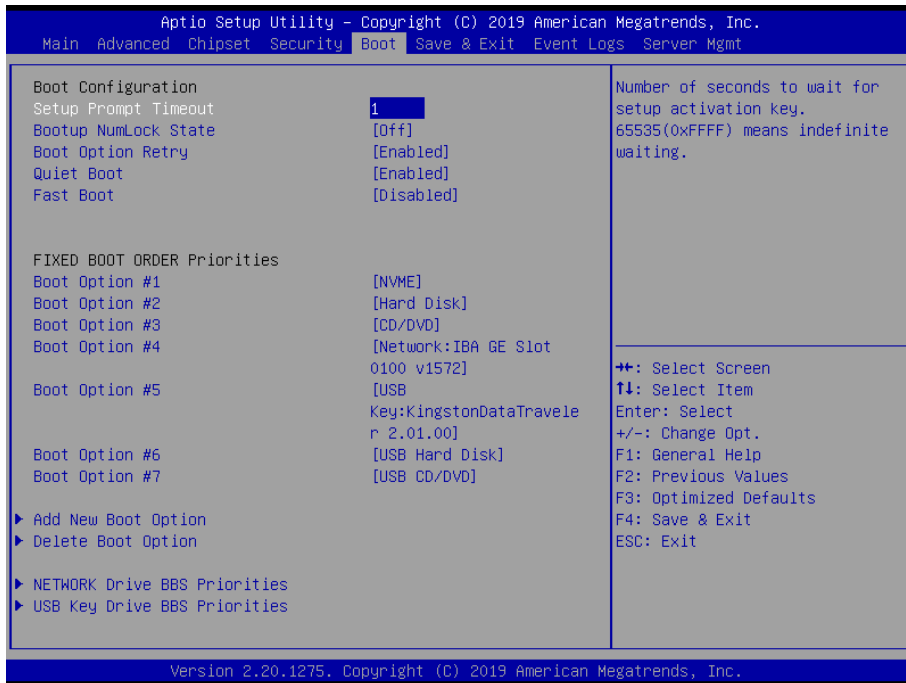 Aptio Setup Utility – Copyright (C) 2019 American Megatrends, Inc.
Main Advanced Chipset Security Boot Save & Exit Event Logs Server Mgmt
Boot Configuration
Setup Prompt Timeout 1
Bootup NumLock State [Off]
Boot Option Retry [Enabled]
Quiet Boot [Enabled]
Fast Boot [Disabled]
FIXED BOOT ORDER Priorities
Boot Option #1 [NVME]
Boot Option #2 [Hard Disk]
Boot Option #3 [CD/DVD]
Boot Option #4 [Network:IBA GE Slot
0100 v1572]
Boot Option #5 [USB
Key:KingstonDataTravele
r 2.01.00]
Boot Option #6 [USB Hard Disk]
Boot Option #7 [USB CD/DVD]
Add New Boot Option
Delete Boot Option
NETWORK Drive BBS Priorities
USB Key Drive BBS Priorities
Number of seconds to wait for
setup activation key.
65535(0xFFFF) means indefinite
waiting.
→←: Select Screen
↑↓: Select Item
Enter: Select
+/-: Change Opt.
F1: General Help
F2: Previous Values
F3: Optimized Defaults
F4: Save & Exit
ESC: Exit
Version 2.20.1275. Copyright (C) 2019 American Megatrends, Inc.